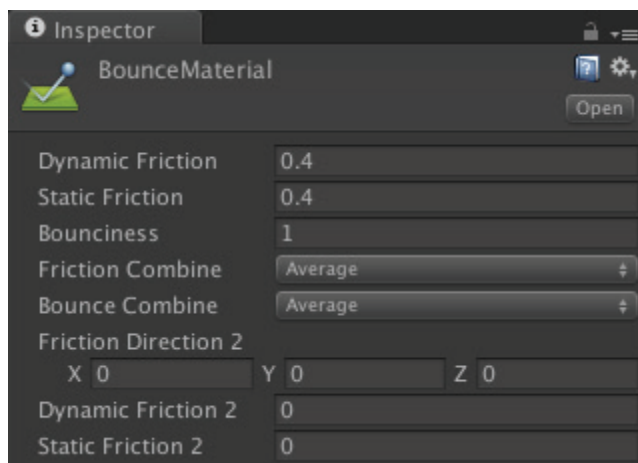 Inspector
BounceMaterial
Open
Dynamic Friction 0.4
Static Friction 0.4
Bounciness 1
Friction Combine Average
Bounce Combine Average
Friction Direction 2
X 0 Y 0 Z 0
Dynamic Friction 2 0
Static Friction 2 0